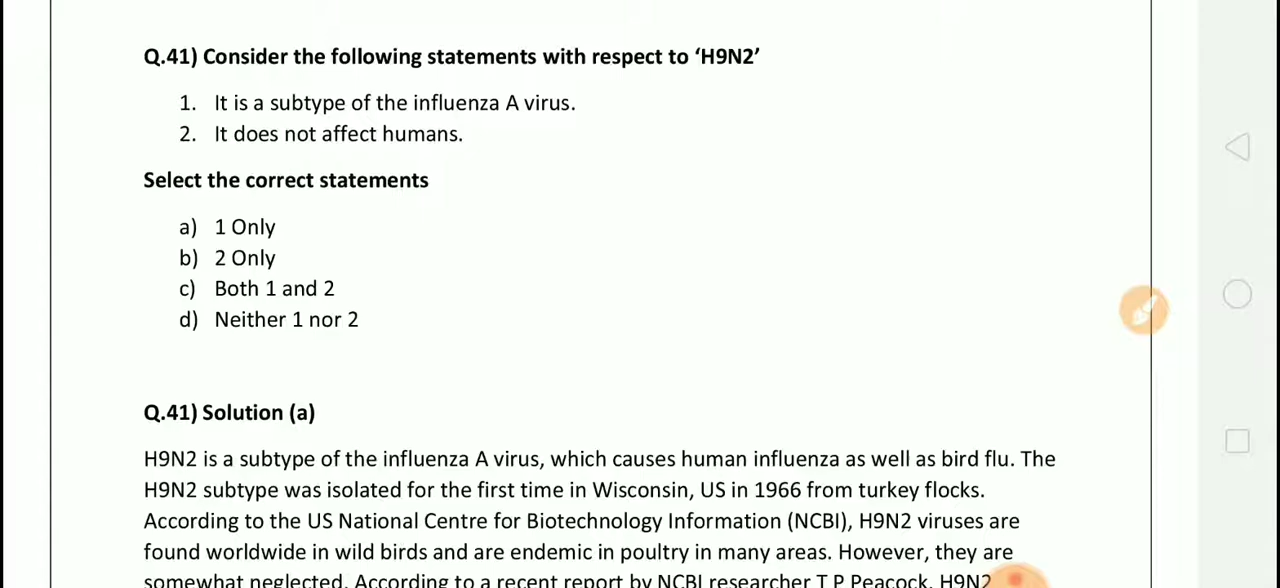 Q.41) Consider the following statements with respect to ‘H9N2’
1. It is a subtype of the influenza A virus.
2. It does not affect humans.
Select the correct statements
a) 1 Only
b) 2 Only
c) Both 1 and 2
d) Neither 1 nor 2
Q.41) Solution (a)
H9N2 is a subtype of the influenza A virus, which causes human influenza as well as bird flu. The
H9N2 subtype was isolated for the first time in Wisconsin, US in 1966 from turkey flocks.
According to the US National Centre for Biotechnology Information (NCBI), H9N2 viruses are
found worldwide in wild birds and are endemic in poultry in many areas. However, they are
somewhat neglected. According to a recent report by NCBI researcher T P Peacock, H9N2